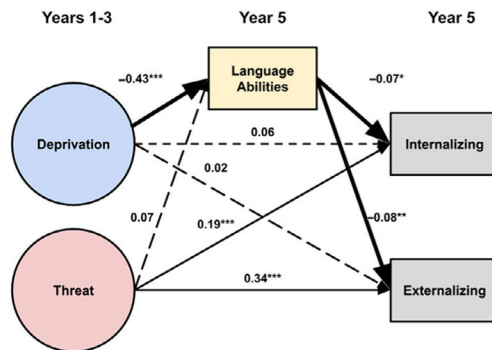 Years 1-3
Year 5
Year 5
−0.43***
Language
Abilities
−0.07*
Deprivation
0.06
Internalizing
0.02
0.07
0.19***
−0.08**
Threat
0.34***
Externalizing